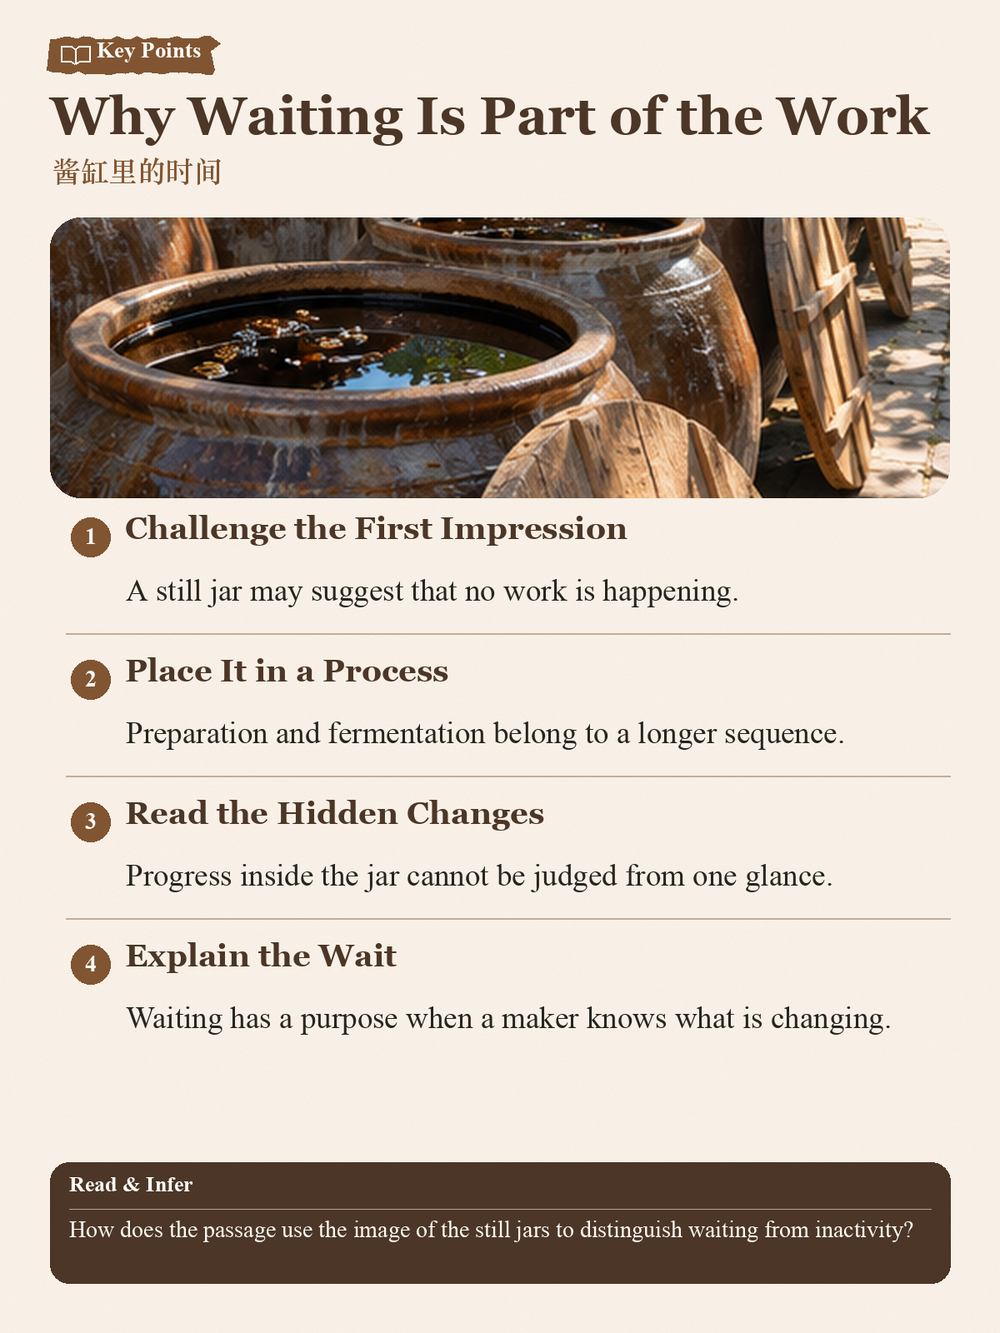 Key Points
Why Waiting Is Part of the Work
酱缸里的时间
1 Challenge the First Impression
A still jar may suggest that no work is happening.
2 Place It in a Process
Preparation and fermentation belong to a longer sequence.
3 Read the Hidden Changes
Progress inside the jar cannot be judged from one glance.
4 Explain the Wait
Waiting has a purpose when a maker knows what is changing.
Read & Infer
How does the passage use the image of the still jars to distinguish waiting from inactivity?